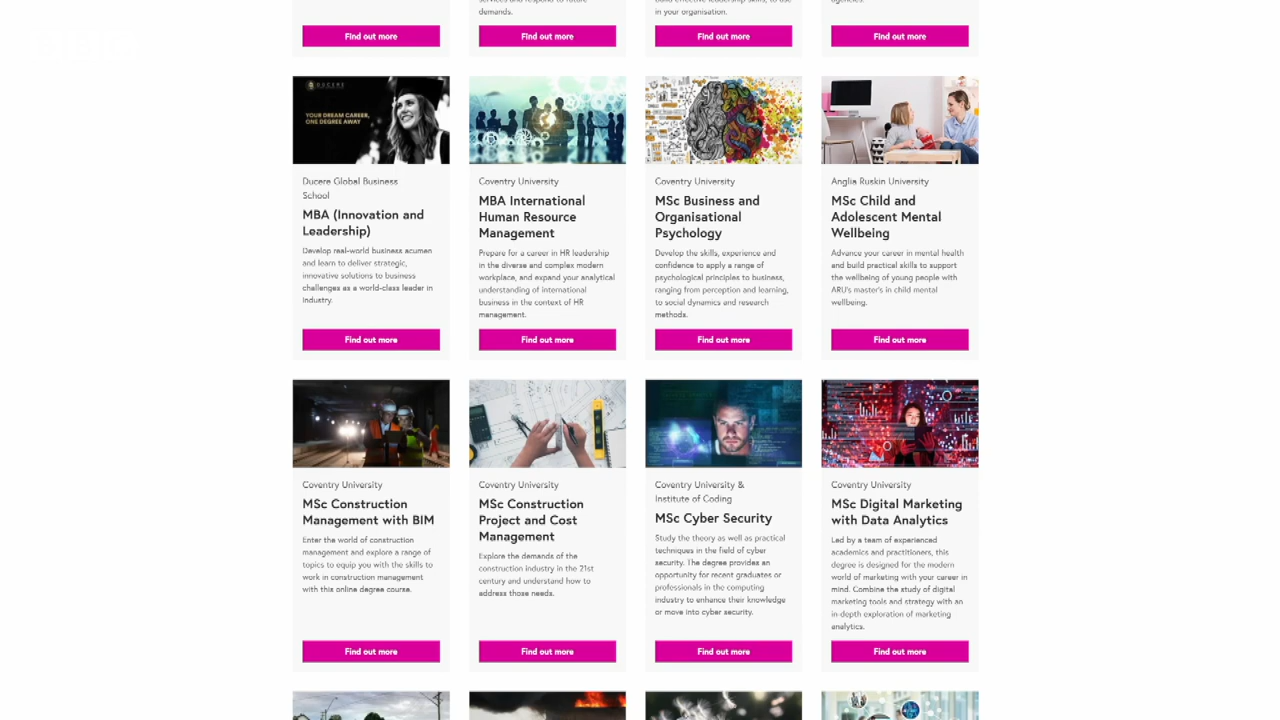 services and respond to future
demands.
build effective leadership skills, to use
in your organisation.
agencies.
Find out more
Find out more
Find out more
Find out more
DUCERE
YOUR DREAM CAREER,
ONE DEGREE AWAY
Ducere Global Business
School
MBA (Innovation and
Leadership)
Develop real-world business acumen
and learn to deliver strategic,
innovative solutions to business
challenges as a world-class leader in
industry.
Find out more
Coventry University
MBA International
Human Resource
Management
Prepare for a career in HR leadership
in the diverse and complex modern
workplace, and expand your analytical
understanding of international
business in the context of HR
management.
Find out more
Coventry University
MSc Business and
Organisational
Psychology
Develop the skills, experience and
confidence to apply a range of
psychological principles to business,
ranging from perception and learning,
to social dynamics and research
methods.
Find out more
Anglia Ruskin University
MSc Child and
Adolescent Mental
Wellbeing
Advance your career in mental health
and build practical skills to support
the wellbeing of young people with
ARU's master's in child mental
wellbeing.
Find out more
Coventry University
MSc Construction
Management with BIM
Enter the world of construction
management and explore a range of
topics to equip you with the skills to
work in construction management
with this online degree course.
Find out more
Coventry University
MSc Construction
Project and Cost
Management
Explore the demands of the
construction industry in the 21st
century and understand how to
address those needs.
Find out more
Coventry University &
Institute of Coding
MSc Cyber Security
Study the theory as well as practical
techniques in the field of cyber
security. The degree provides an
opportunity for recent graduates or
professionals in the computing
industry to enhance their knowledge
or move into cyber security.
Find out more
Coventry University
MSc Digital Marketing
with Data Analytics
Led by a team of experienced
academics and practitioners, this
degree is designed for the modern
world of marketing with your career in
mind. Combine the study of digital
marketing tools and strategy with an
in-depth exploration of marketing
analytics.
Find out more